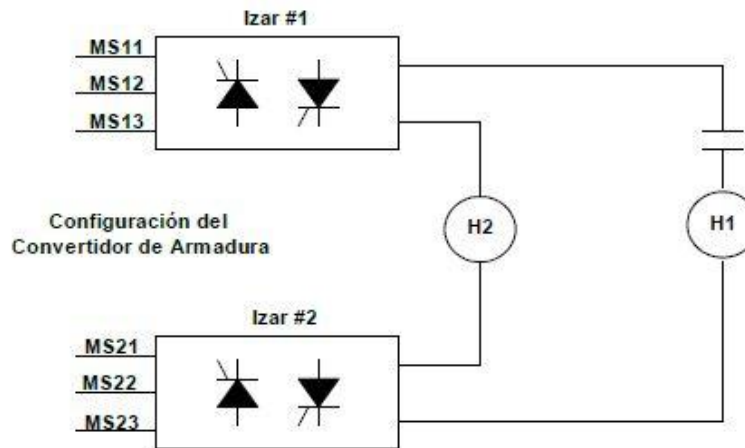 Izar #1
MS11
MS12
MS13
Configuración del
Convertidor de Armadura
H2
H1
Izar #2
MS21
MS22
MS23